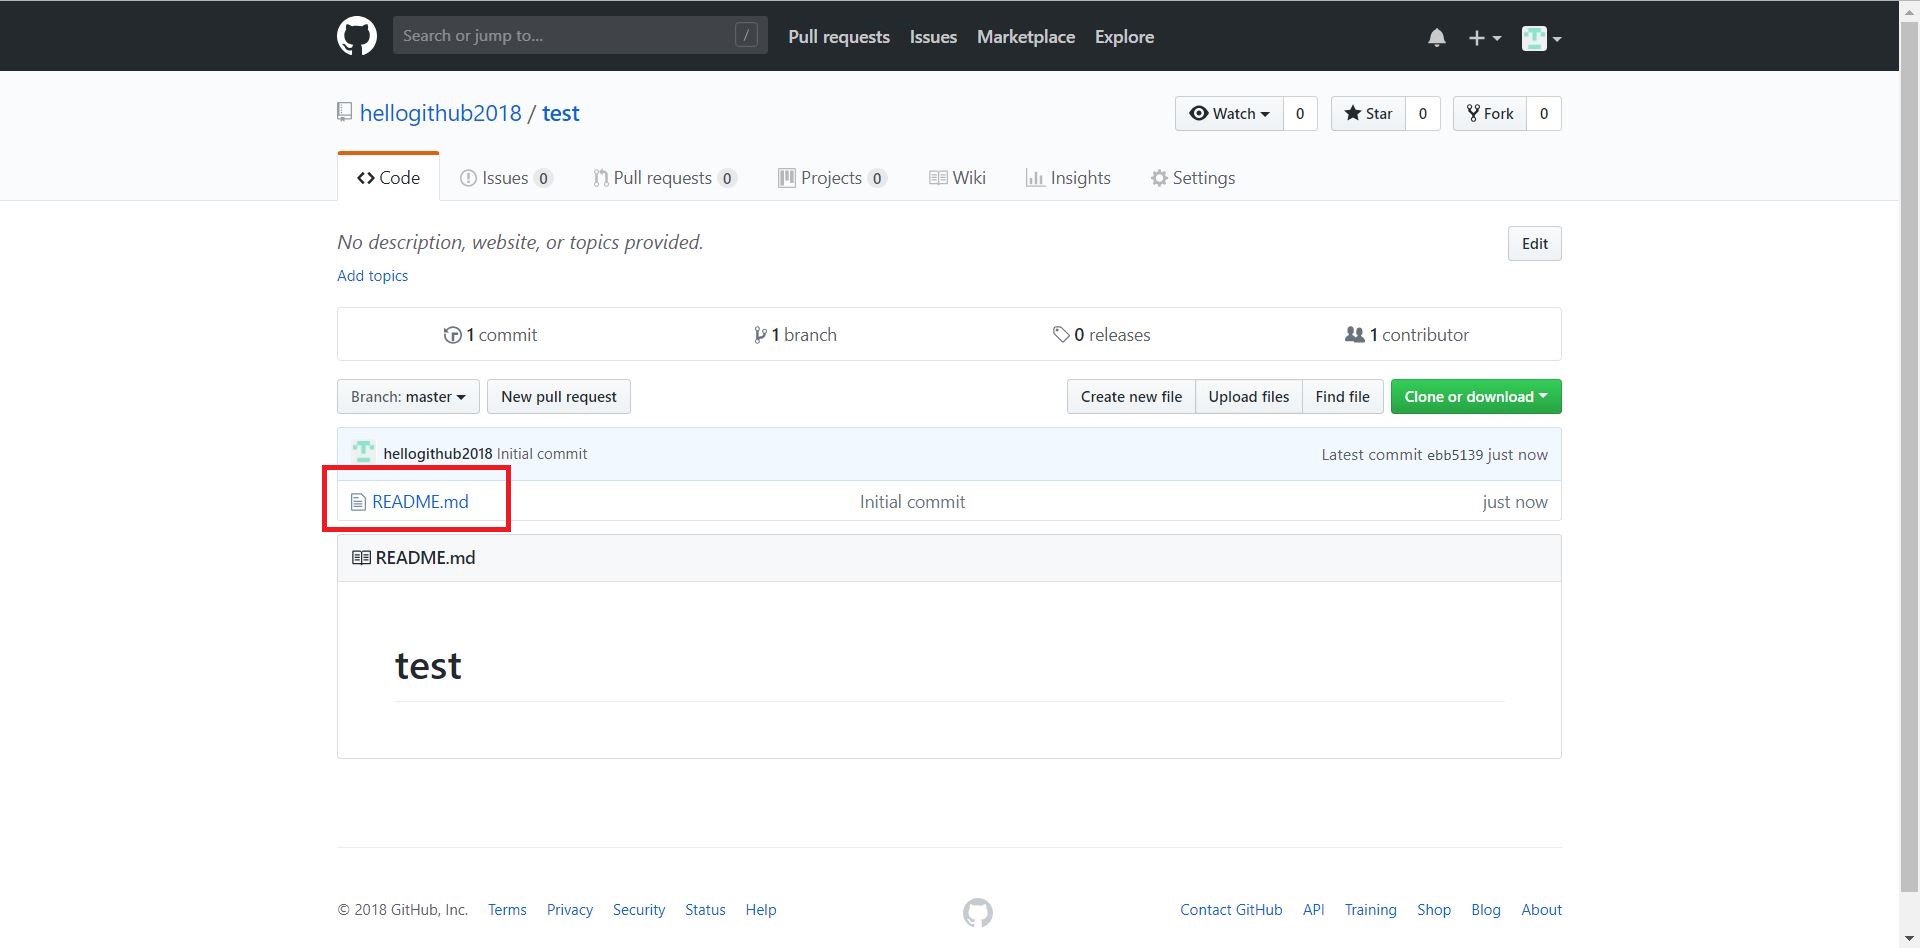 Search or jump to... / Pull requests Issues Marketplace Explore
hellogithub2018 / test Watch 0 Star 0 Fork 0
Code Issues 0 Pull requests 0 Projects 0 Wiki Insights Settings
No description, website, or topics provided. Edit
Add topics
1 commit 1 branch 0 releases 1 contributor
Branch: master New pull request Create new file Upload files Find file Clone or download
hellogithub2018 Initial commit Latest commit ebb5139 just now
README.md Initial commit just now
README.md
test
© 2018 GitHub, Inc. Terms Privacy Security Status Help Contact GitHub API Training Shop Blog About